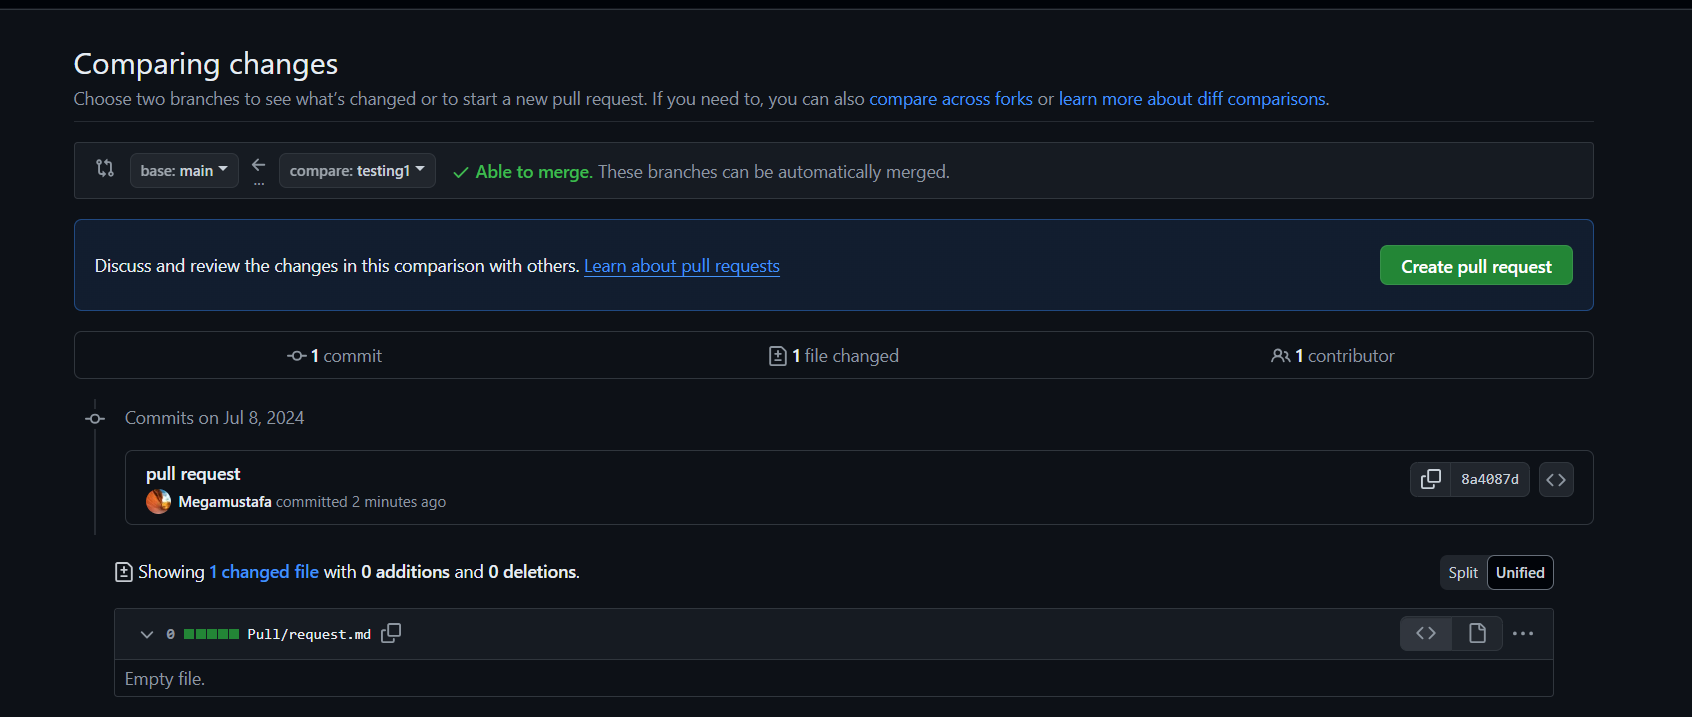 Comparing changes
Choose two branches to see what's changed or to start a new pull request. If you need to, you can also compare across forks or learn more about diff comparisons.
base: main ... compare: testing1 Able to merge. These branches can be automatically merged.
Discuss and review the changes in this comparison with others. Learn about pull requests Create pull request
1 commit 1 file changed 1 contributor
Commits on Jul 8, 2024
pull request
8a4087d
Megamustafa committed 2 minutes ago
Showing 1 changed file with 0 additions and 0 deletions. Split Unified
0 Pull/request.md
Empty file.